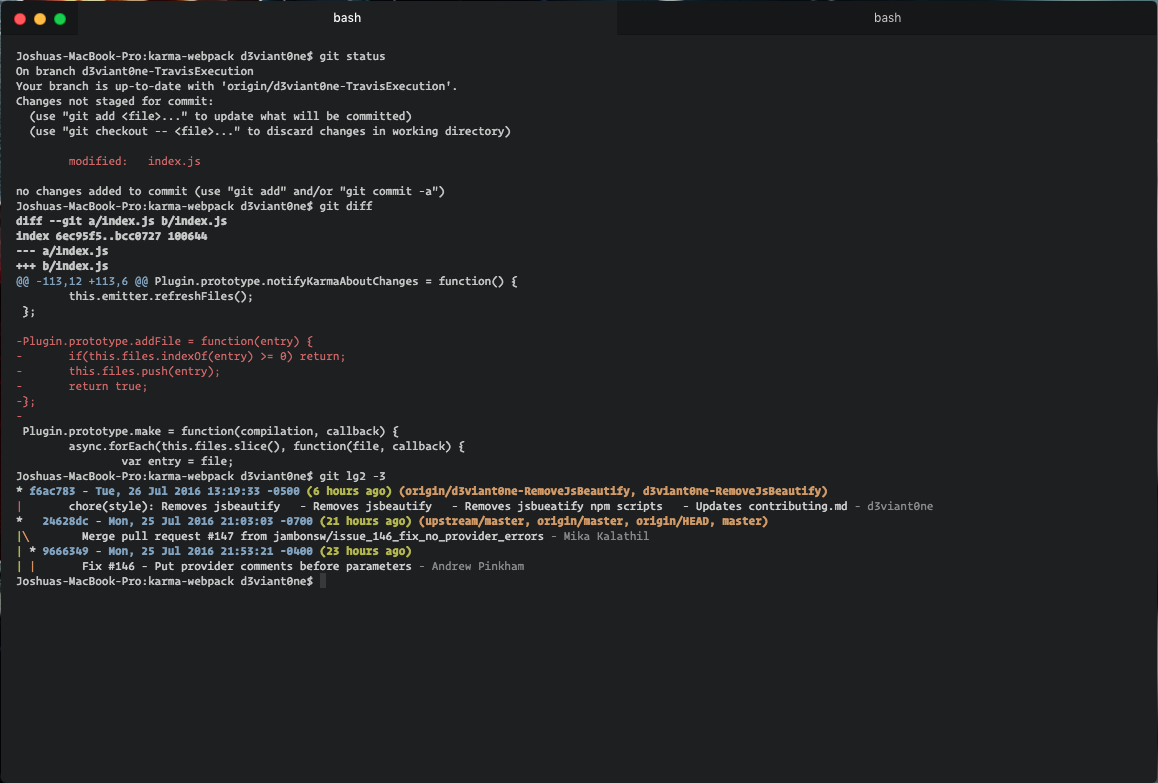 bash
bash
Joshuas-MacBook-Pro:karma-webpack d3viant0ne$ git status
On branch d3viant0ne-TravisExecution
Your branch is up-to-date with 'origin/d3viant0ne-TravisExecution'.
Changes not staged for commit:
  (use "git add <file>..." to update what will be committed)
  (use "git checkout -- <file>..." to discard changes in working directory)
        modified:   index.js
no changes added to commit (use "git add" and/or "git commit -a")
Joshuas-MacBook-Pro:karma-webpack d3viant0ne$ git diff
diff --git a/index.js b/index.js
index 6ec95f5..bcc0727 100644
--- a/index.js
+++ b/index.js
@@ -113,12 +113,6 @@ Plugin.prototype.notifyKarmaAboutChanges = function() {
        this.emitter.refreshFiles();
 };
-Plugin.prototype.addFile = function(entry) {
-       if(this.files.indexOf(entry) >= 0) return;
-       this.files.push(entry);
-       return true;
-};
-
 Plugin.prototype.make = function(compilation, callback) {
        async.forEach(this.files.slice(), function(file, callback) {
                var entry = file;
Joshuas-MacBook-Pro:karma-webpack d3viant0ne$ git lg2 -3
* f6ac783 - Tue, 26 Jul 2016 13:19:33 -0500 (6 hours ago) (origin/d3viant0ne-RemoveJsBeautify, d3viant0ne-RemoveJsBeautify)
|       chore(style): Removes jsbeautify   - Removes jsbeautify   - Removes jsbueatify npm scripts   - Updates contributing.md - d3viant0ne
*   24628dc - Mon, 25 Jul 2016 21:03:03 -0700 (21 hours ago) (upstream/master, origin/master, origin/HEAD, master)
|\        Merge pull request #147 from jambonsw/issue_146_fix_no_provider_errors - Mika Kalathil
| * 9666349 - Mon, 25 Jul 2016 21:53:21 -0400 (23 hours ago)
| |       Fix #146 - Put provider comments before parameters - Andrew Pinkham
Joshuas-MacBook-Pro:karma-webpack d3viant0ne$